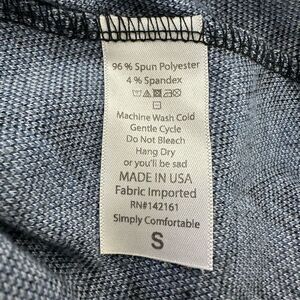 96 % Spun Polyester
4 % Spandex
Machine Wash Cold
Gentle Cycle
Do Not Bleach
Hang Dry
or you'll be sad
MADE IN USA
Fabric Imported
RN#142161
Simply Comfortable
S